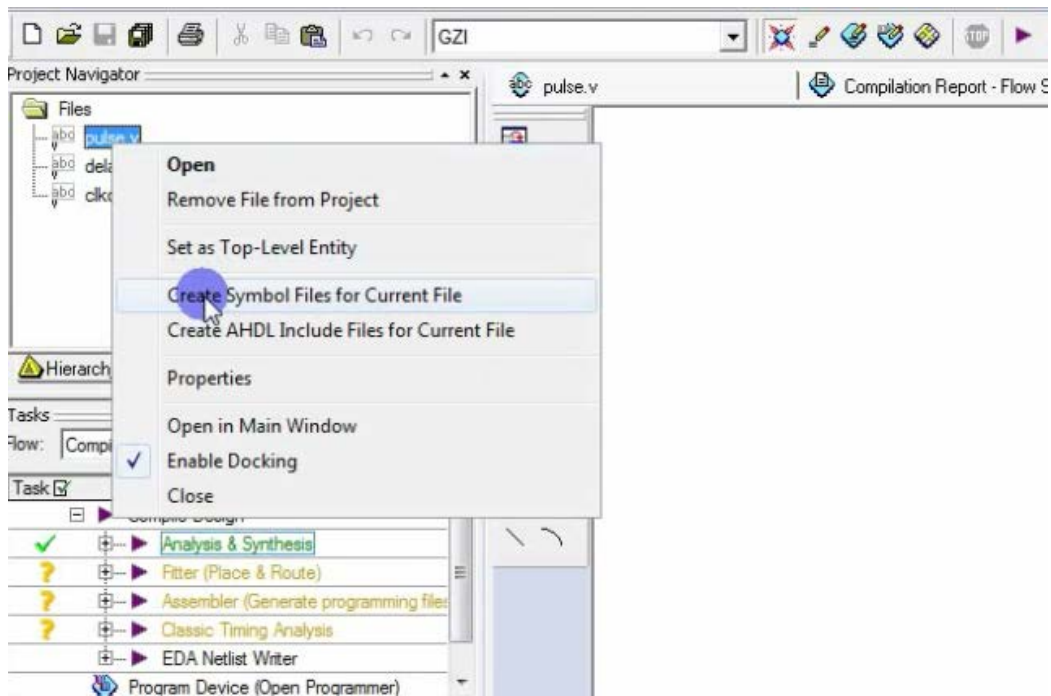 GZI
Project Navigator
pulse.v
Compilation Report - Flow S
Files
pulse.v
Open
Remove File from Project
Set as Top-Level Entity
Create Symbol Files for Current File
Create AHDL Include Files for Current File
Properties
Open in Main Window
Enable Docking
Close
Hierarch
Tasks
Flow: Compi
Task
Compile Design
Analysis & Synthesis
Fitter (Place & Route)
Assembler (Generate programming files
Classic Timing Analysis
EDA Netlist Writer
Program Device (Open Programmer)